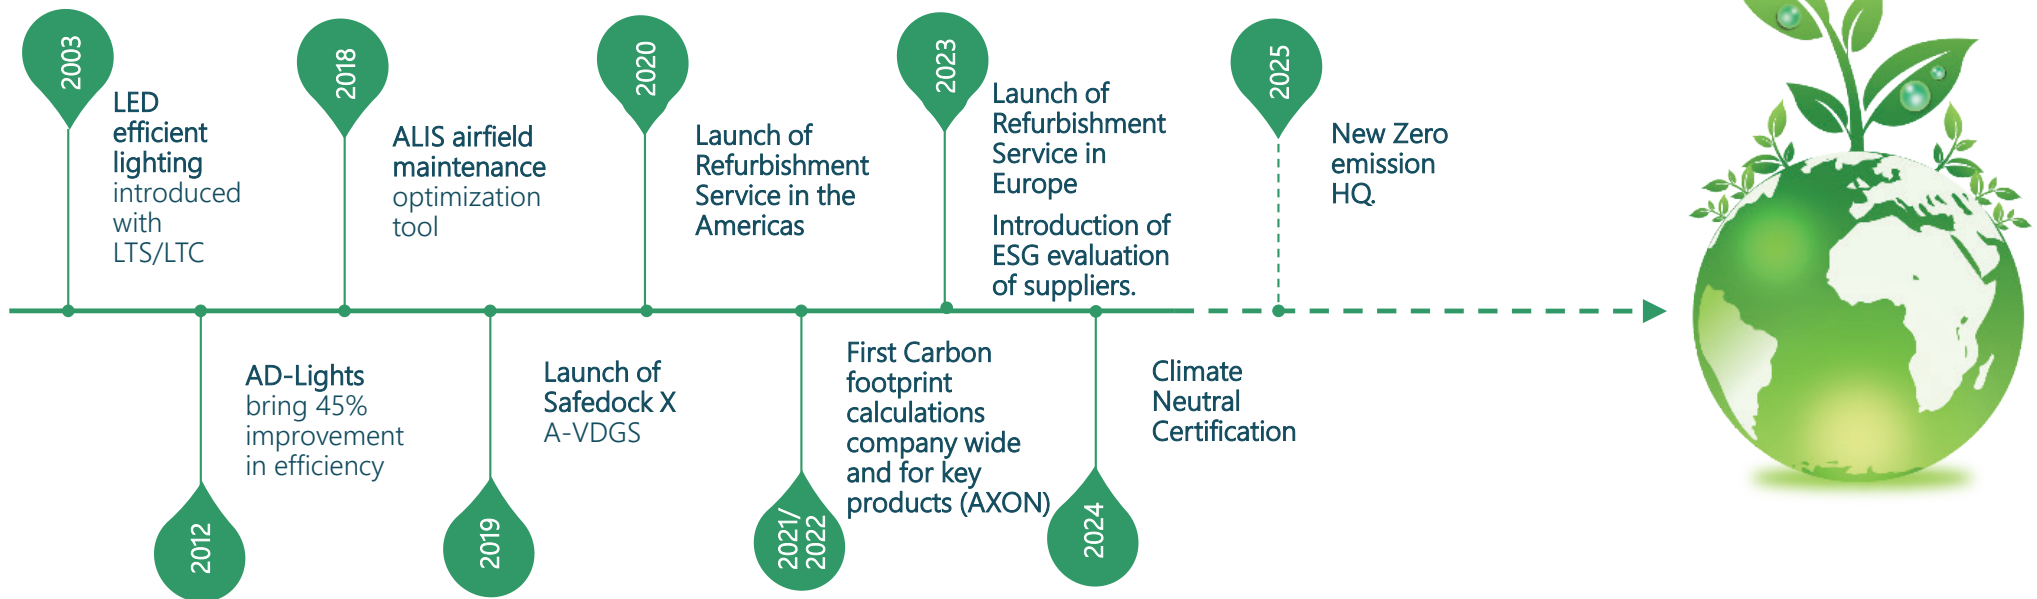 2003
LED
efficient
lighting
introduced
with
LTS/LTC
2012
AD-Lights
bring 45%
improvement
in efficiency
2018
ALIS airfield
maintenance
optimization
tool
2019
Launch of
Safedock X
A-VDGS
2020
Launch of
Refurbishment
Service in the
Americas
2021/
2022
First Carbon
footprint
calculations
company wide
and for key
products (AXON)
2023
Launch of
Refurbishment
Service in
Europe
Introduction of
ESG evaluation
of suppliers.
2024
Climate
Neutral
Certification
2025
New Zero
emission
HQ.